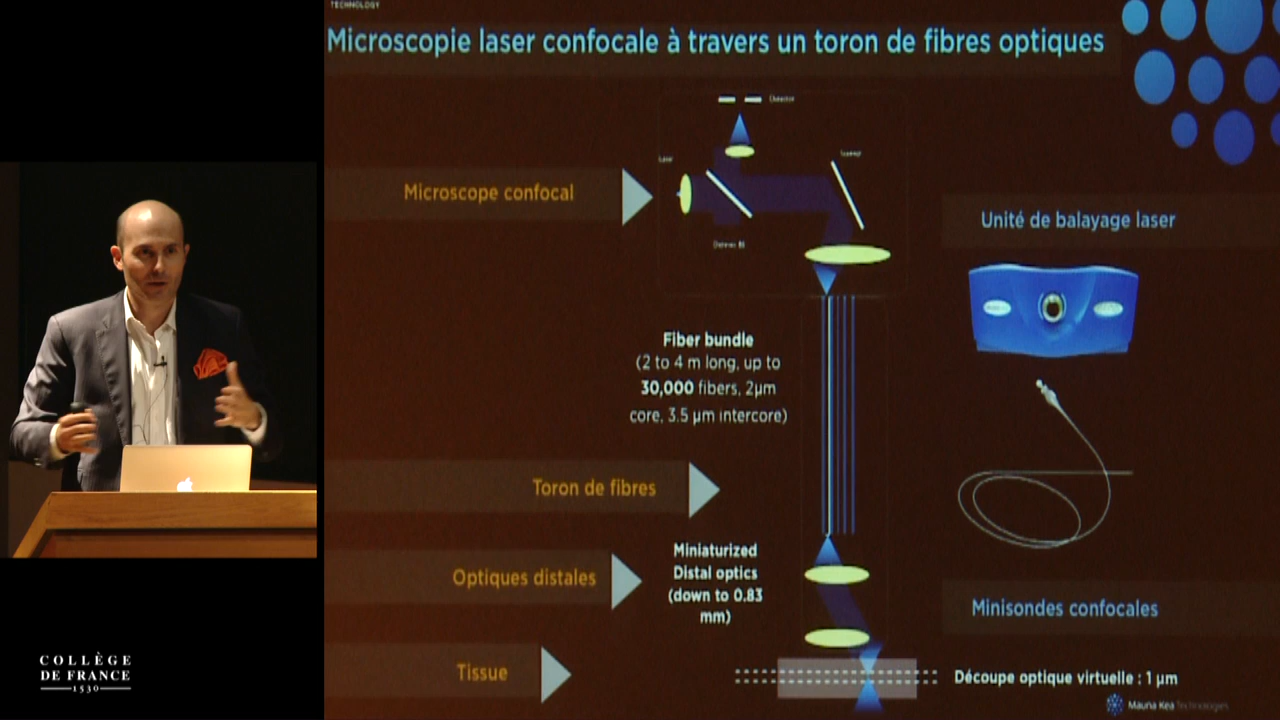 TECHNOLOGY
Microscopie laser confocale à travers un toron de fibres optiques
Detector
Laser
Microscope confocal
Unité de balayage laser
Fiber bundle
(2 to 4 m long, up to
30,000 fibers, 2µm
core, 3.5 µm intercore)
Toron de fibres
Miniaturized
Distal optics
(down to 0.83
mm)
Optiques distales
Minisondes confocales
Tissue
Découpe optique virtuelle : 1 µm
Mauna Kea Technologies
COLLÈGE
DE FRANCE
1530